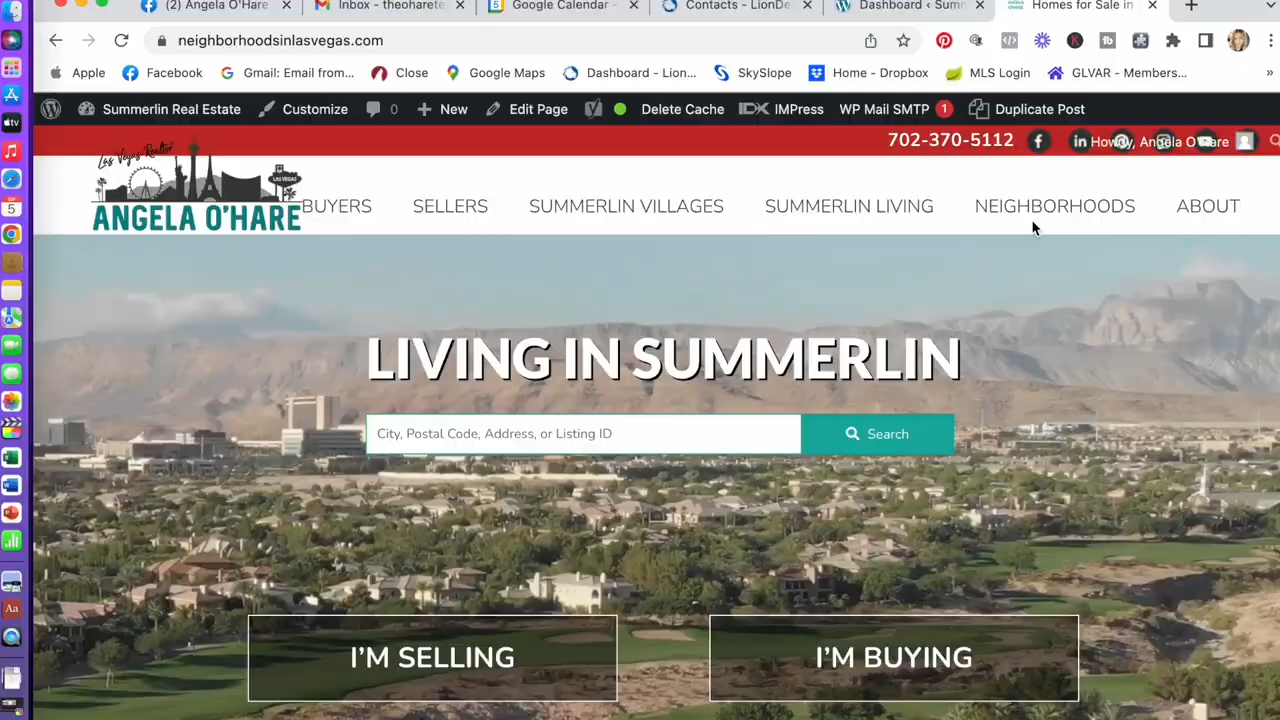 (2) Angela O'Hare
Inbox - theoharete
Google Calendar -
Contacts - LionDe
Dashboard ‹ Summ
Homes for Sale in
neighborhoodsinlasvegas.com
Apple
Facebook
Gmail: Email from...
Close
Google Maps
Dashboard - Lion...
SkySlope
Home - Dropbox
MLS Login
GLVAR - Members...
»
Summerlin Real Estate
Customize
0
New
Edit Page
Delete Cache
IDX IMPress
WP Mail SMTP 1
Duplicate Post
702-370-5112
Howdy, Angela O'Hare
Las Vegas Realtor
LAS VEGAS
ANGELA O'HARE
BUYERS
SELLERS
SUMMERLIN VILLAGES
SUMMERLIN LIVING
NEIGHBORHOODS
ABOUT
LIVING IN SUMMERLIN
City, Postal Code, Address, or Listing ID
Search
I'M SELLING
I'M BUYING